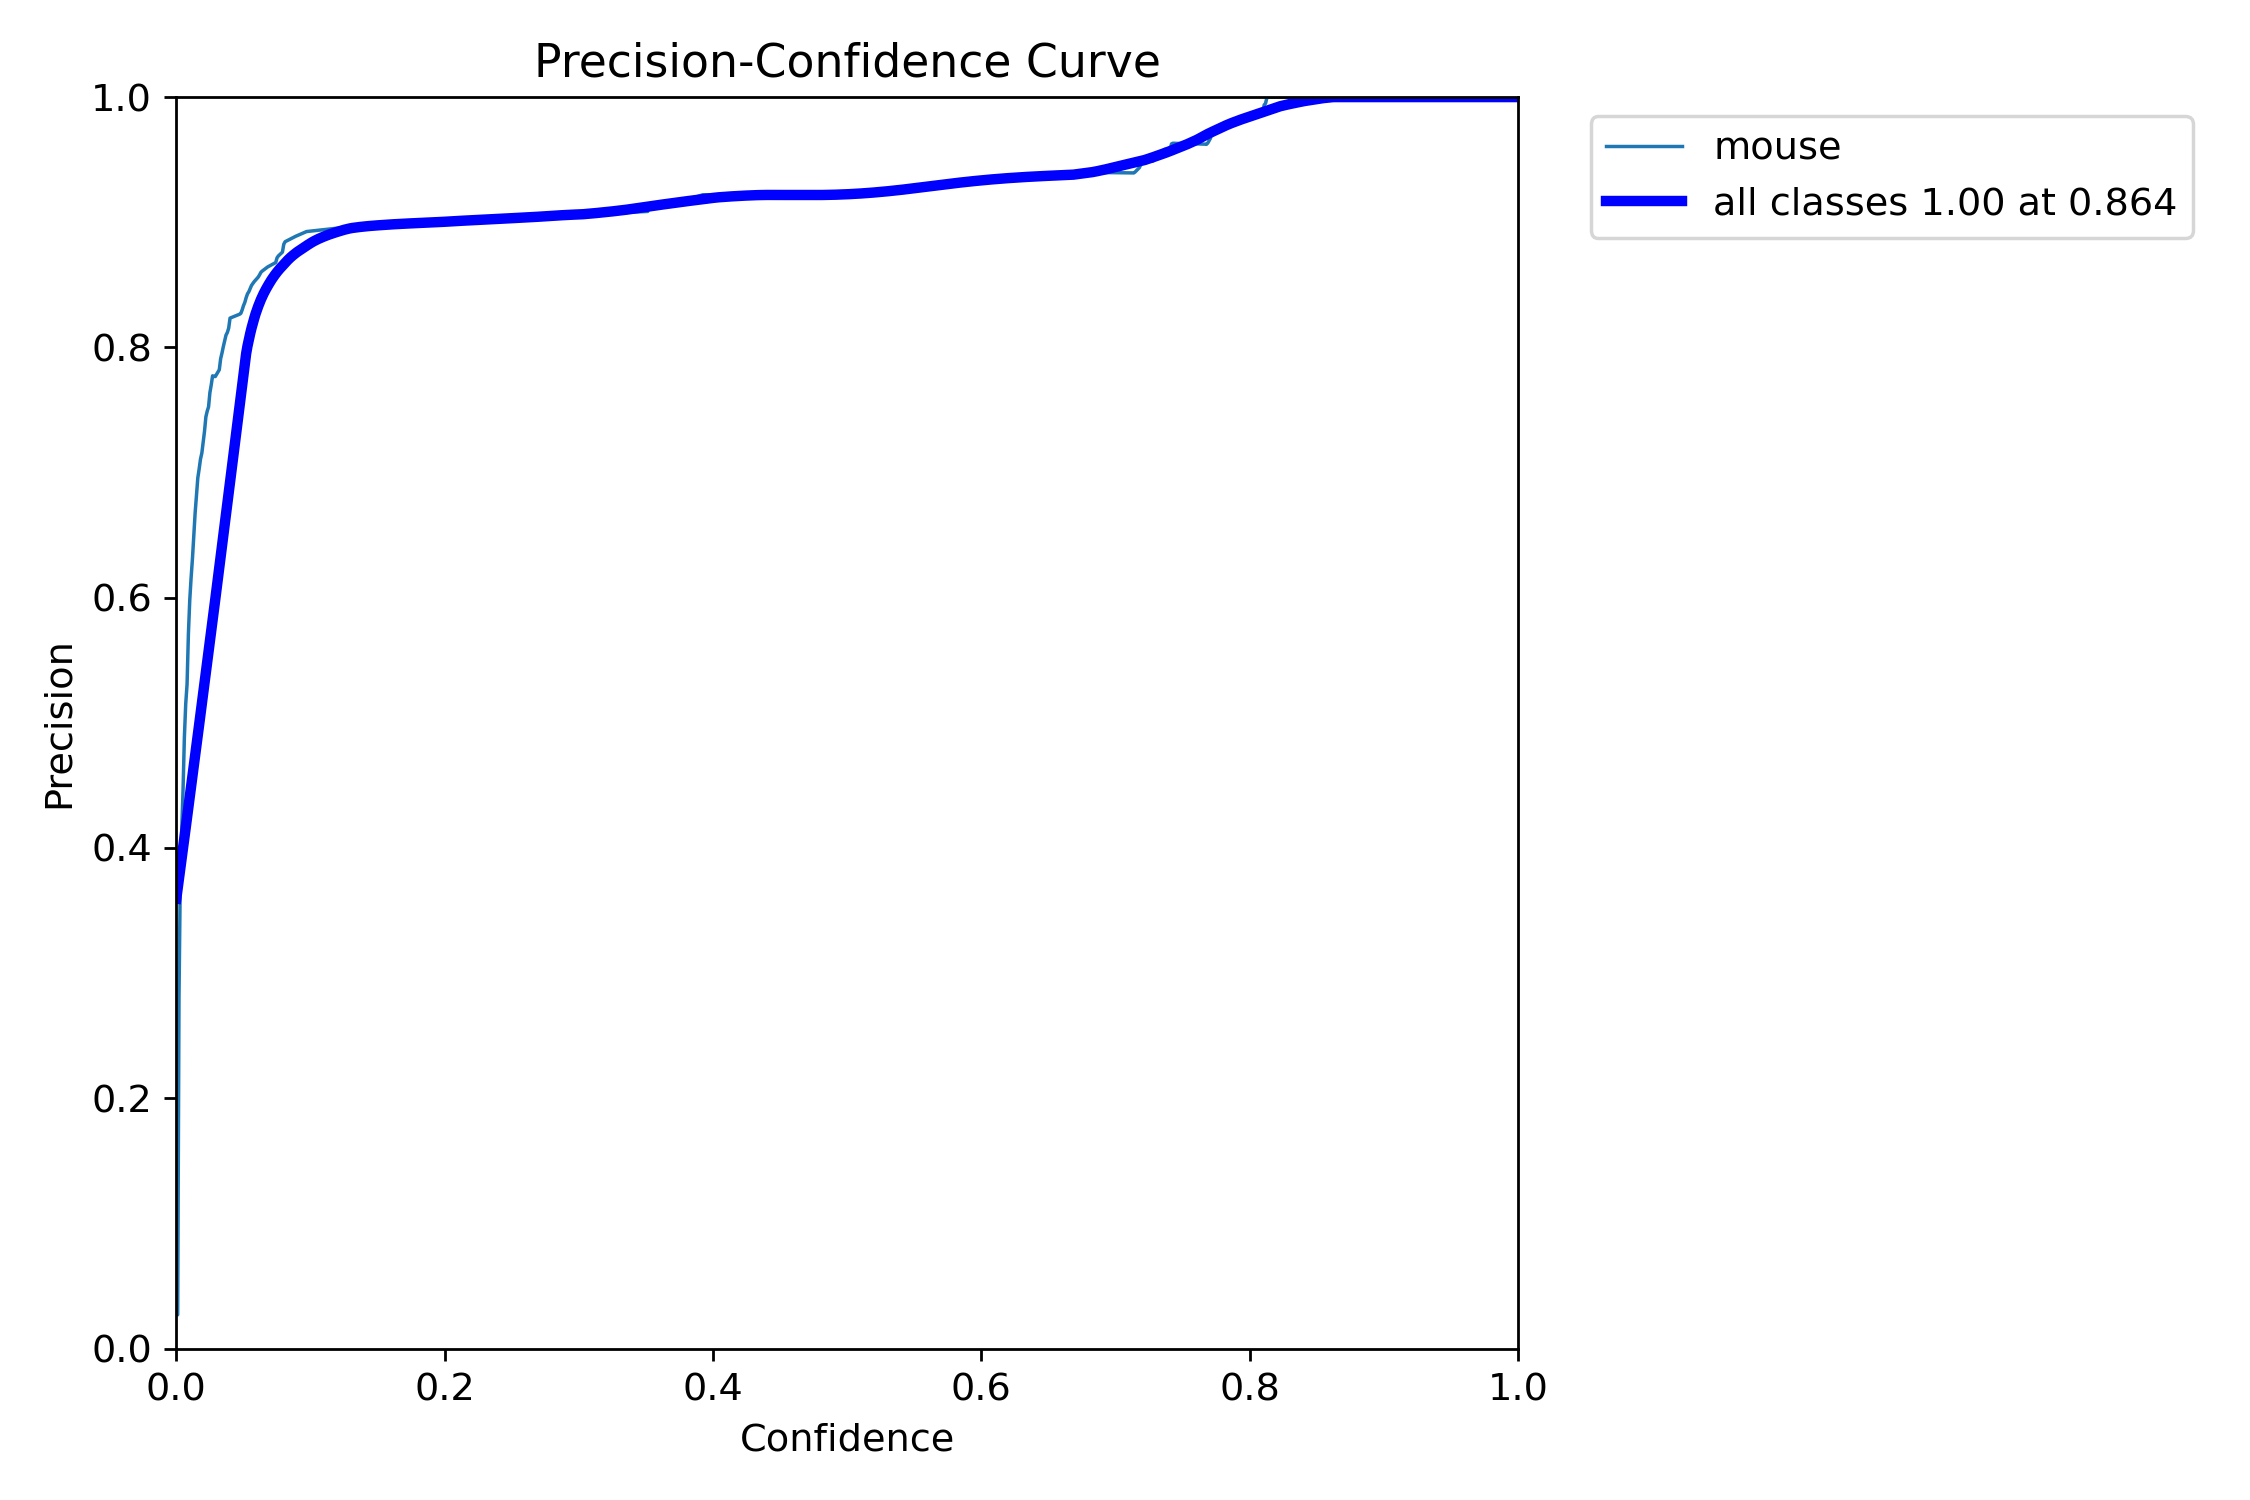 Precision-Confidence Curve
1.0
0.8
0.6
0.4
0.2
0.0
Precision
0.0 0.2 0.4 0.6 0.8 1.0
Confidence
mouse
all classes 1.00 at 0.864